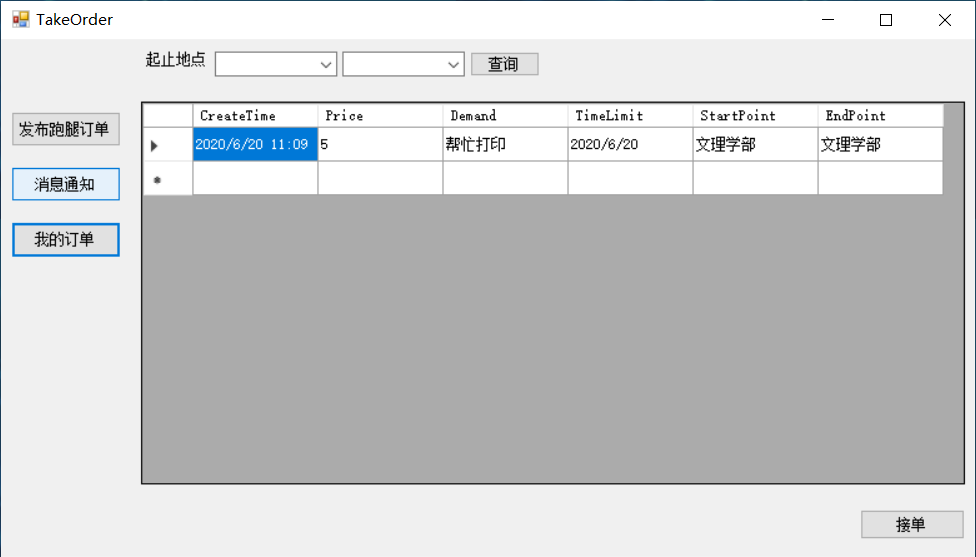 TakeOrder
起止地点 查询
发布跑腿订单
消息通知
我的订单
CreateTime Price Demand TimeLimit StartPoint EndPoint
2020/6/20 11:09 5 帮忙打印 2020/6/20 文理学部 文理学部
接单